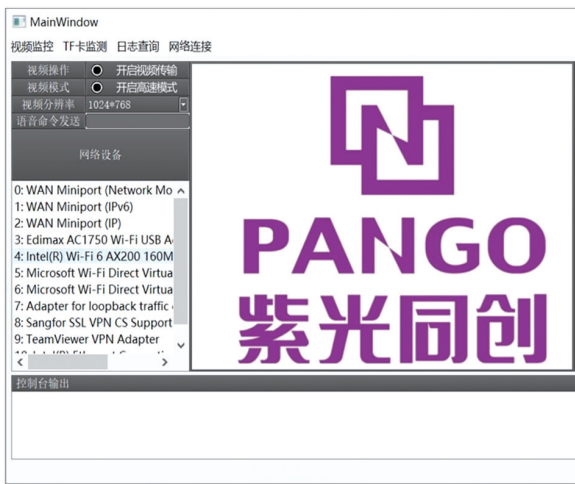 MainWindow
视频监控 TF卡监测 日志查询 网络连接
视频操作 开启视频传输
视频模式 开启高速模式
视频分辨率 1024*768
语音命令发送
网络设备
0: WAN Miniport (Network Mo
1: WAN Miniport (IPv6)
2: WAN Miniport (IP)
3: Edimax AC1750 Wi-Fi USB A
4: Intel(R) Wi-Fi 6 AX200 160M
5: Microsoft Wi-Fi Direct Virtua
6: Microsoft Wi-Fi Direct Virtua
7: Adapter for loopback traffic
8: Sangfor SSL VPN CS Support
9: TeamViewer VPN Adapter
PANGO
紫光同创
控制台输出